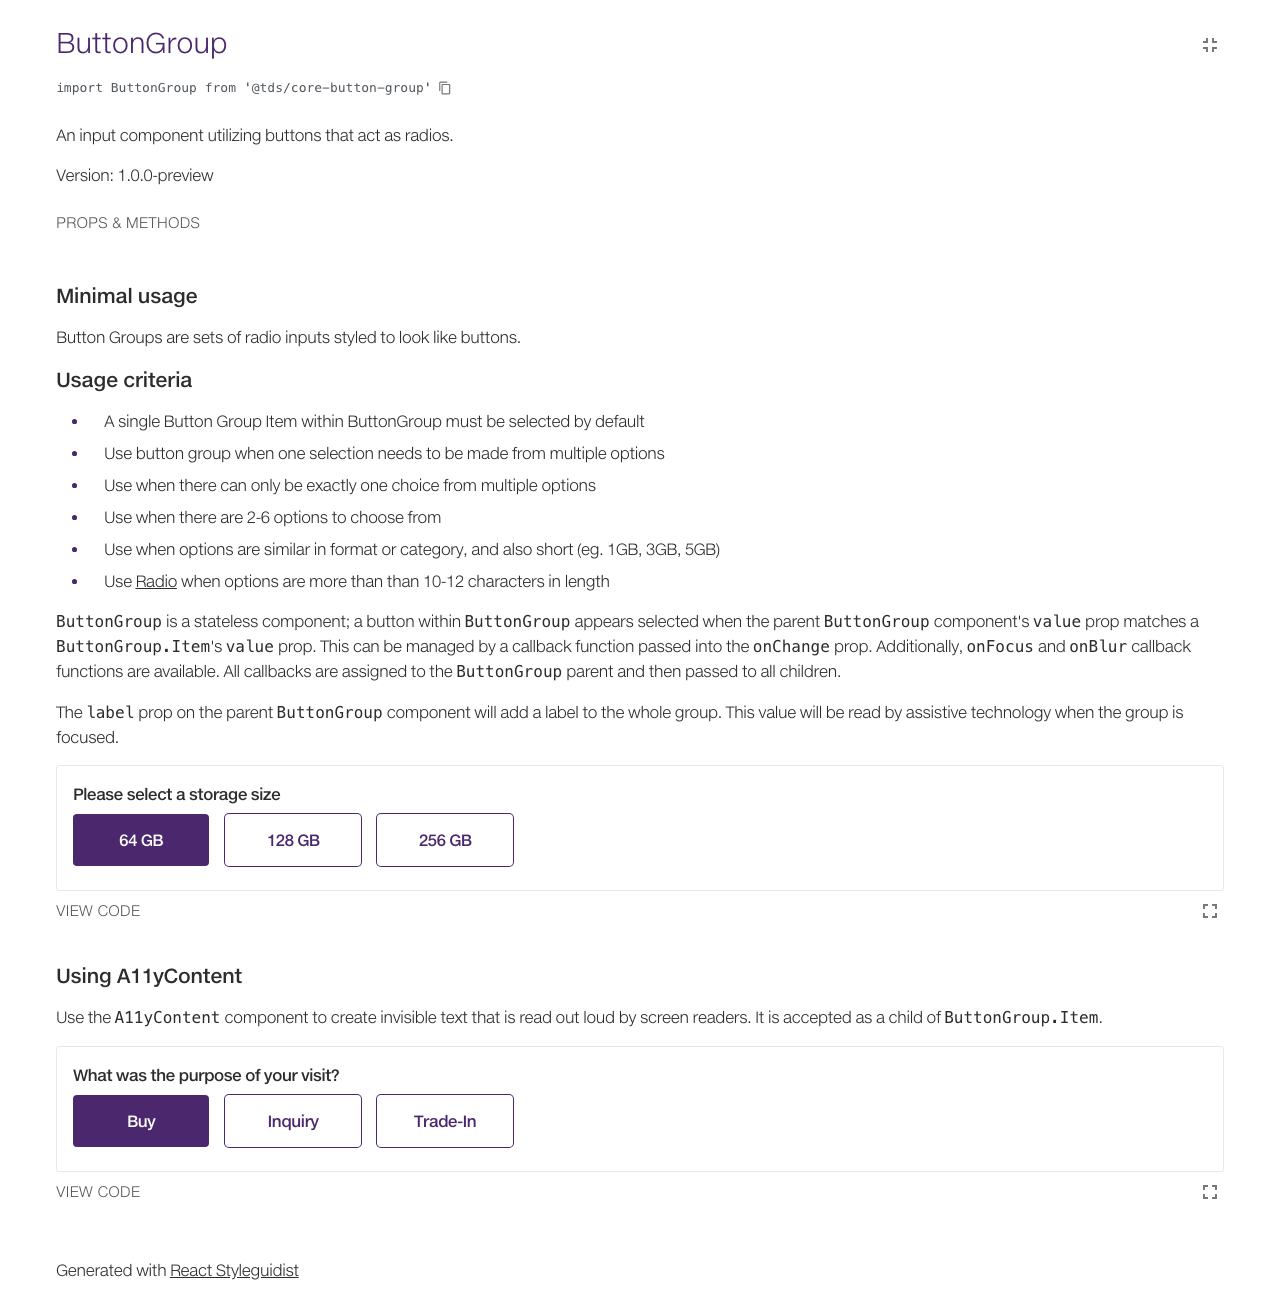 ButtonGroup
import ButtonGroup from '@tds/core-button-group'
An input component utilizing buttons that act as radios.
Version: 1.0.0-preview
PROPS & METHODS
Minimal usage
Button Groups are sets of radio inputs styled to look like buttons.
Usage criteria
• A single Button Group Item within ButtonGroup must be selected by default
• Use button group when one selection needs to be made from multiple options
• Use when there can only be exactly one choice from multiple options
• Use when there are 2-6 options to choose from
• Use when options are similar in format or category, and also short (eg. 1GB, 3GB, 5GB)
• Use Radio when options are more than than 10-12 characters in length
ButtonGroup is a stateless component; a button within ButtonGroup appears selected when the parent ButtonGroup component's value prop matches a
ButtonGroup.Item's value prop. This can be managed by a callback function passed into the onChange prop. Additionally, onFocus and onBlur callback
functions are available. All callbacks are assigned to the ButtonGroup parent and then passed to all children.
The label prop on the parent ButtonGroup component will add a label to the whole group. This value will be read by assistive technology when the group is
focused.
Please select a storage size
64 GB 128 GB 256 GB
VIEW CODE
Using A11yContent
Use the A11yContent component to create invisible text that is read out loud by screen readers. It is accepted as a child of ButtonGroup.Item.
What was the purpose of your visit?
Buy Inquiry Trade-In
VIEW CODE
Generated with React Styleguidist